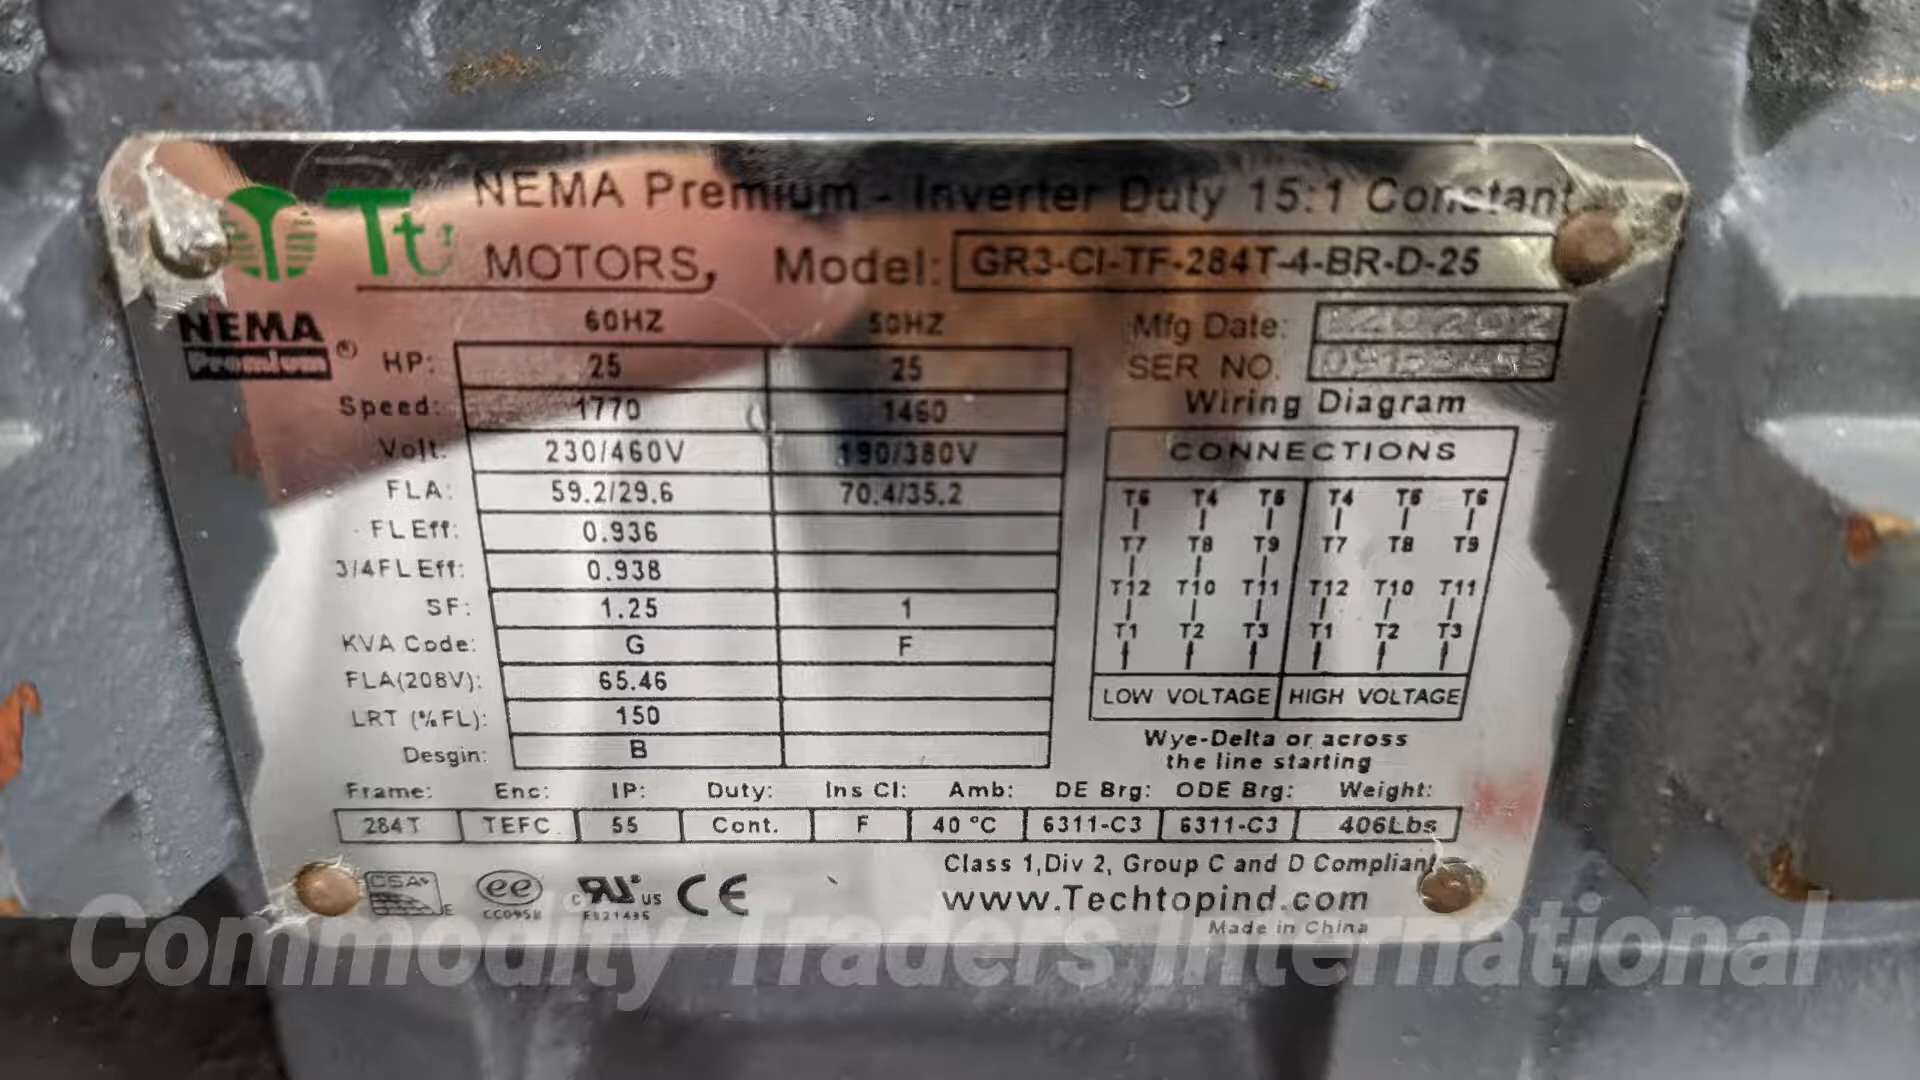 NEMA Premium - Inverter Duty 15:1 Constant
MOTORS, Model: GR3-CI-TF-284T-4-BR-D-25
NEMA
Premium ®
60HZ 50HZ
HP: 25 25
Speed: 1770 1460
Volt: 230/460V 190/380V
FLA: 59.2/29.6 70.4/35.2
FL Eff: 0.936
3/4FL Eff: 0.938
SF: 1.25 1
KVA Code: G F
FLA(208V): 65.46
LRT (%FL): 150
Desgin: B
Mfg Date:
SER NO.
Wiring Diagram
CONNECTIONS
T6 T4 T5 T4 T5 T6
T7 T8 T9 T7 T8 T9
T12 T10 T11 T12 T10 T11
T1 T2 T3 T1 T2 T3
LOW VOLTAGE HIGH VOLTAGE
Wye-Delta or across
the line starting
Frame: Enc: IP: Duty: Ins Cl: Amb: DE Brg: ODE Brg: Weight:
284T TEFC 55 Cont. F 40 °C 6311-C3 6311-C3 406Lbs
Class 1,Div 2, Group C and D Compliant
CSA ee c US CE
www.Techtopind.com
Made in China
Commodity Traders International